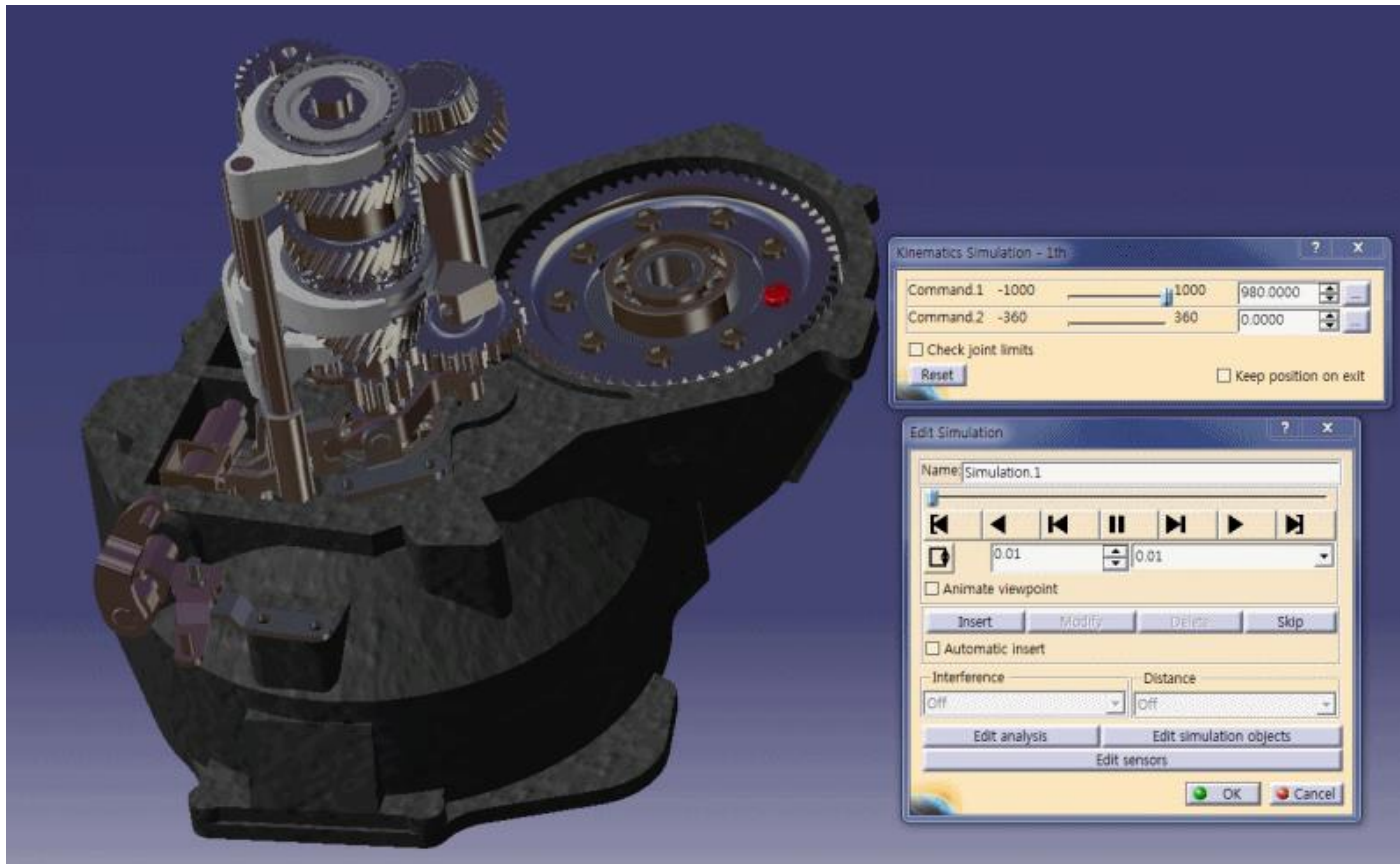 Kinematics Simulation - 1th
? X
Command.1 -1000 1000 980.0000 ...
Command.2 -360 360 0.0000 ...
Check joint limits
Reset Keep position on exit
Edit Simulation
? X
Name: Simulation.1
0.01 0.01
Animate viewpoint
Insert Modify Delete Skip
Automatic insert
Interference Distance
Off Off
Edit analysis Edit simulation objects
Edit sensors
OK Cancel